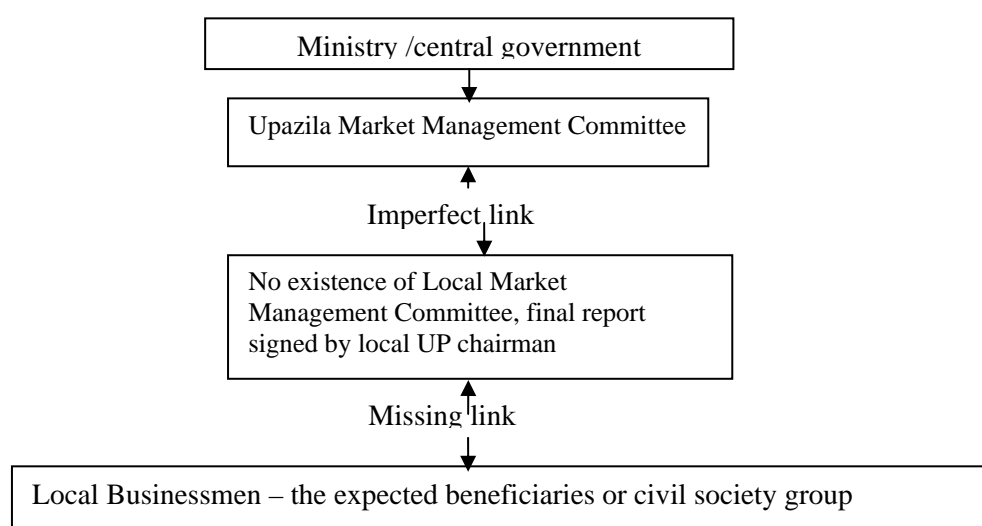 Ministry /central government
Upazila Market Management Committee
Imperfect link
No existence of Local Market
Management Committee, final report
signed by local UP chairman
Missing link
Local Businessmen – the expected beneficiaries or civil society group